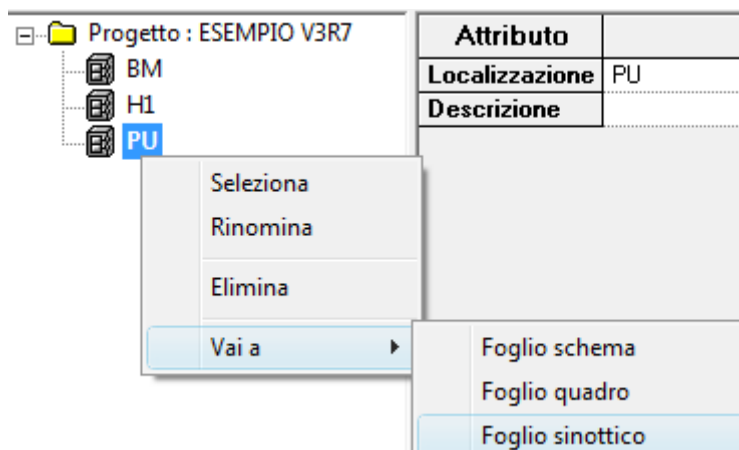 Progetto : ESEMPIO V3R7
BM
H1
PU
Attributo
Localizzazione PU
Descrizione
Seleziona
Rinomina
Elimina
Vai a
Foglio schema
Foglio quadro
Foglio sinottico